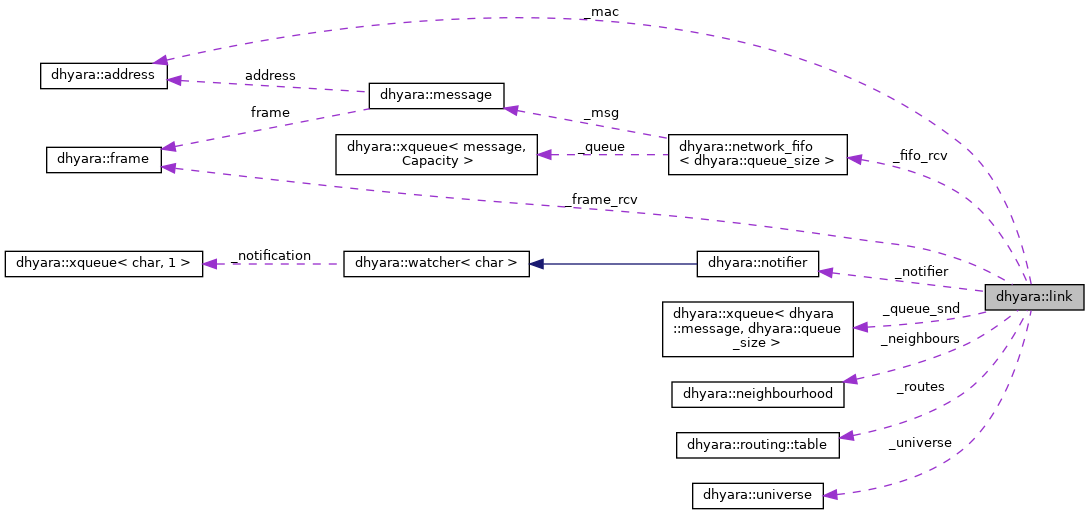 _mac
dhyara::address
address
dhyara::message
frame
_msg
dhyara::frame
dhyara::xqueue< message,
Capacity >
_queue
dhyara::network_fifo
< dhyara::queue_size >
_fifo_rcv
_frame_rcv
dhyara::xqueue< char, 1 >
_notification
dhyara::watcher< char >
dhyara::notifier
_notifier
dhyara::link
dhyara::xqueue< dhyara
::message, dhyara::queue
_size >
_queue_snd
_neighbours
dhyara::neighbourhood
_routes
dhyara::routing::table
_universe
dhyara::universe